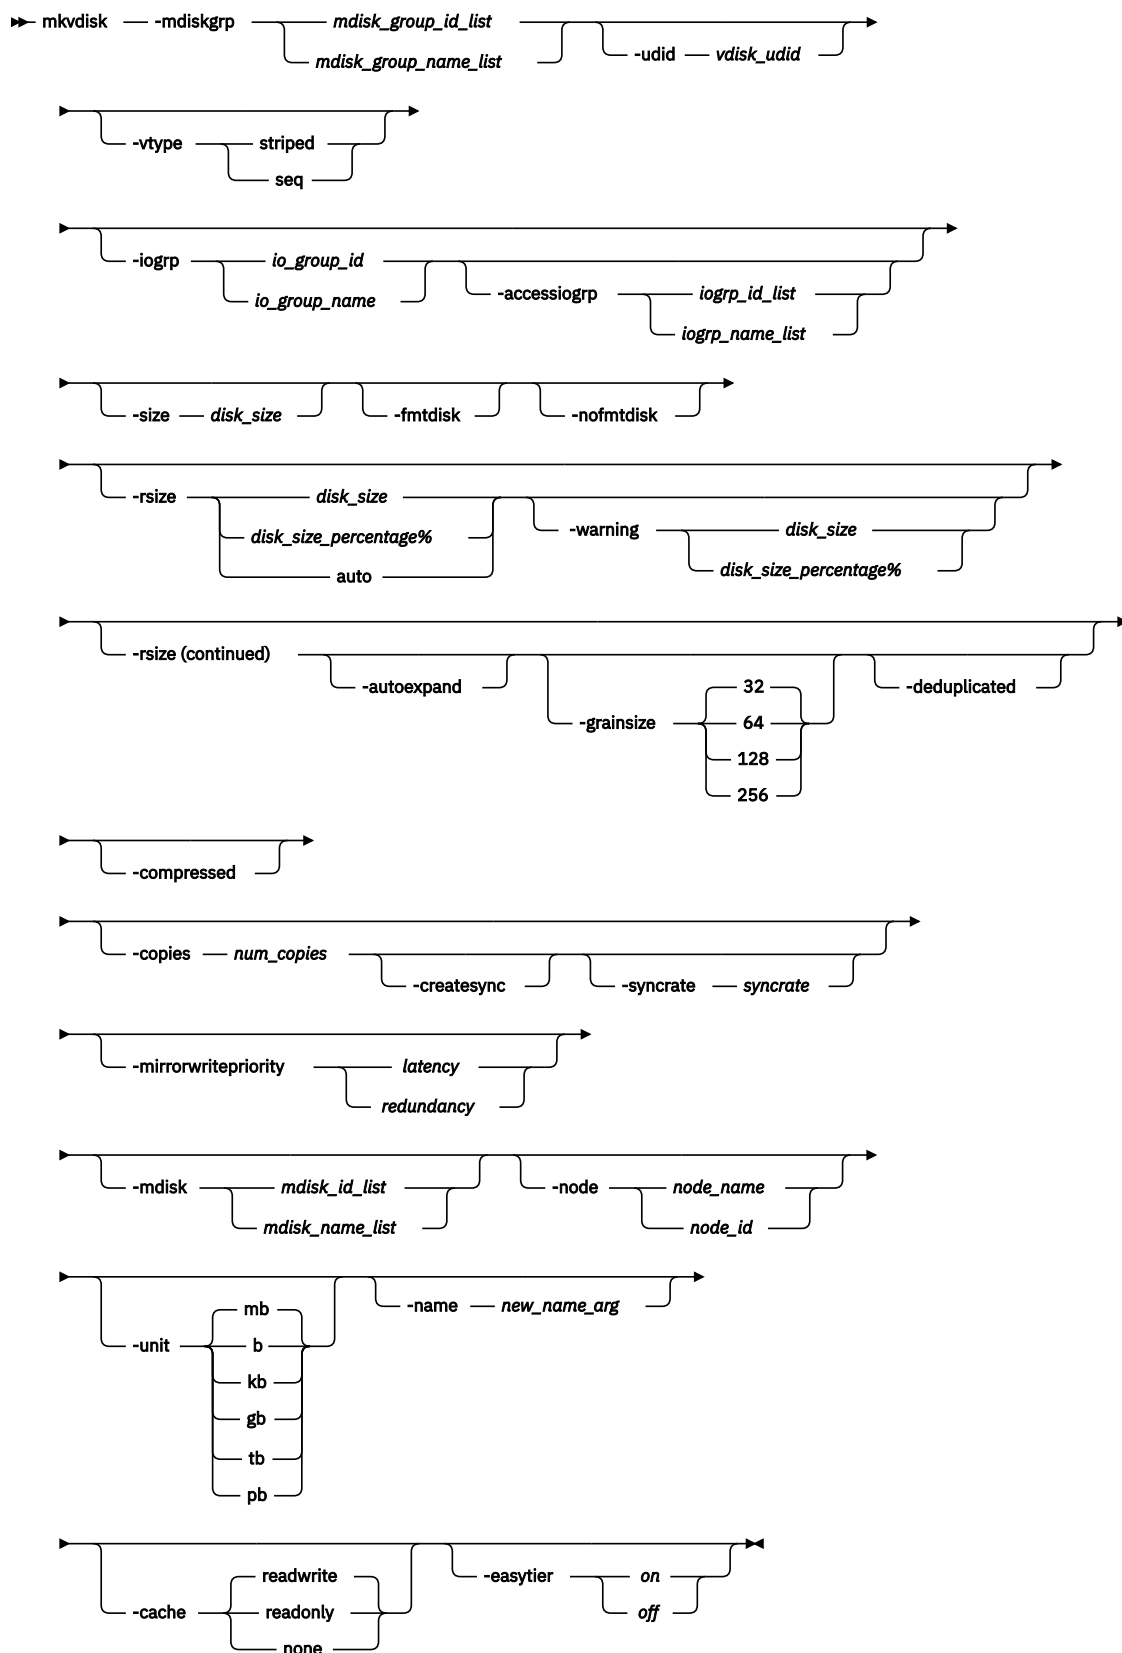 mkvdisk -mdiskgrp mdisk_group_id_list
mdisk_group_name_list -udid vdisk_udid
-vtype striped
seq
-iogrp io_group_id
io_group_name -accessiogrp iogrp_id_list
iogrp_name_list
-size disk_size -fmtdisk -nofmtdisk
-rsize disk_size
disk_size_percentage% -warning disk_size
auto disk_size_percentage%
-rsize (continued)
-autoexpand 32 -deduplicated
-grainsize 64
128
256
-compressed
-copies num_copies
-createsync -syncrate syncrate
-mirrorwritepriority latency
redundancy
-mdisk mdisk_id_list -node node_name
mdisk_name_list node_id
mb -name new_name_arg
-unit b
kb
gb
tb
pb
readwrite -easytier on
-cache readonly off
none